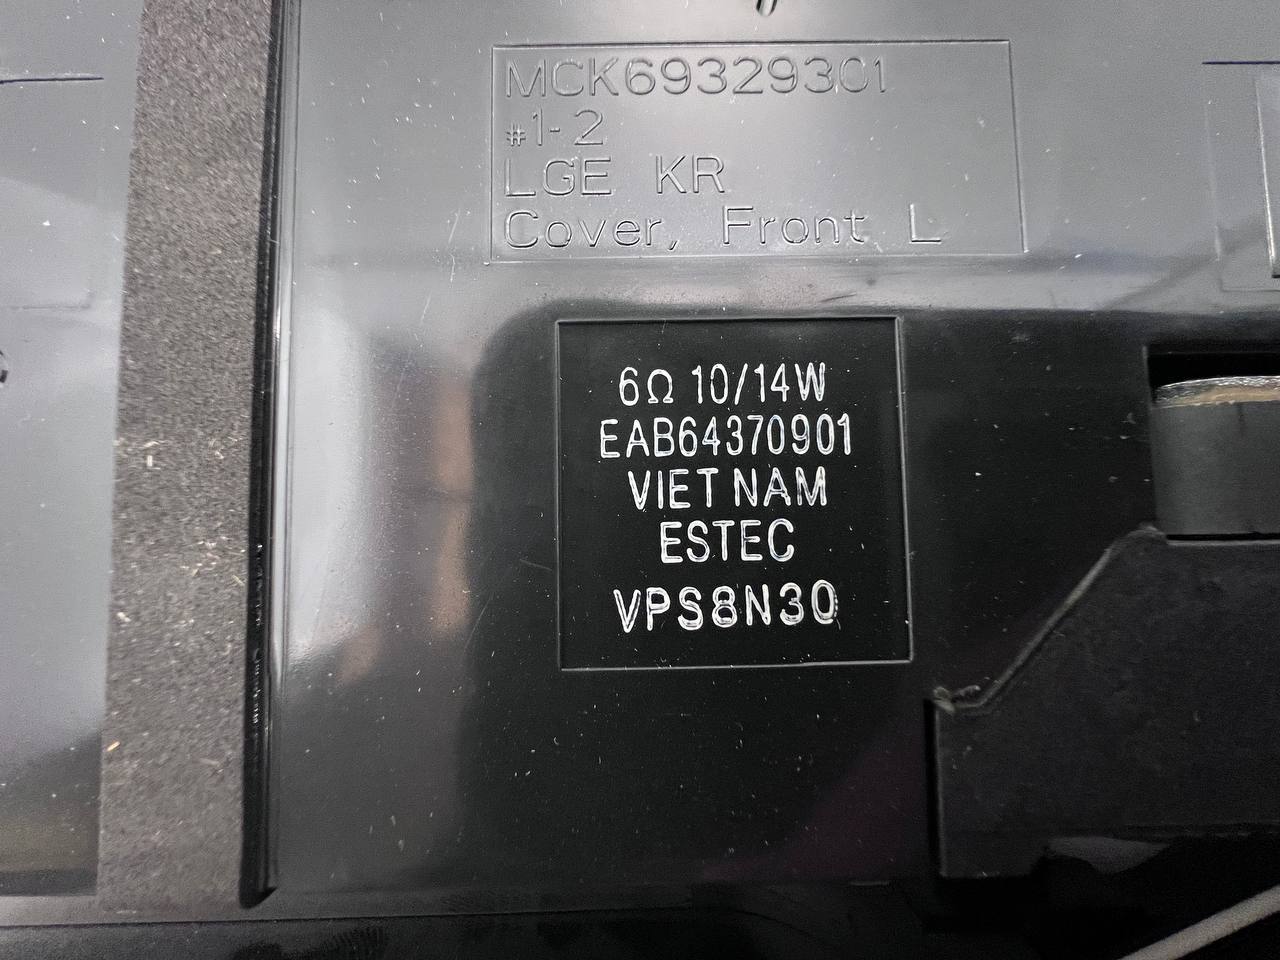 MCK69329301
#1-2
LGE KR
Cover, Front L
6Ω 10/14W
EAB64370901
VIET NAM
ESTEC
VPS8N30